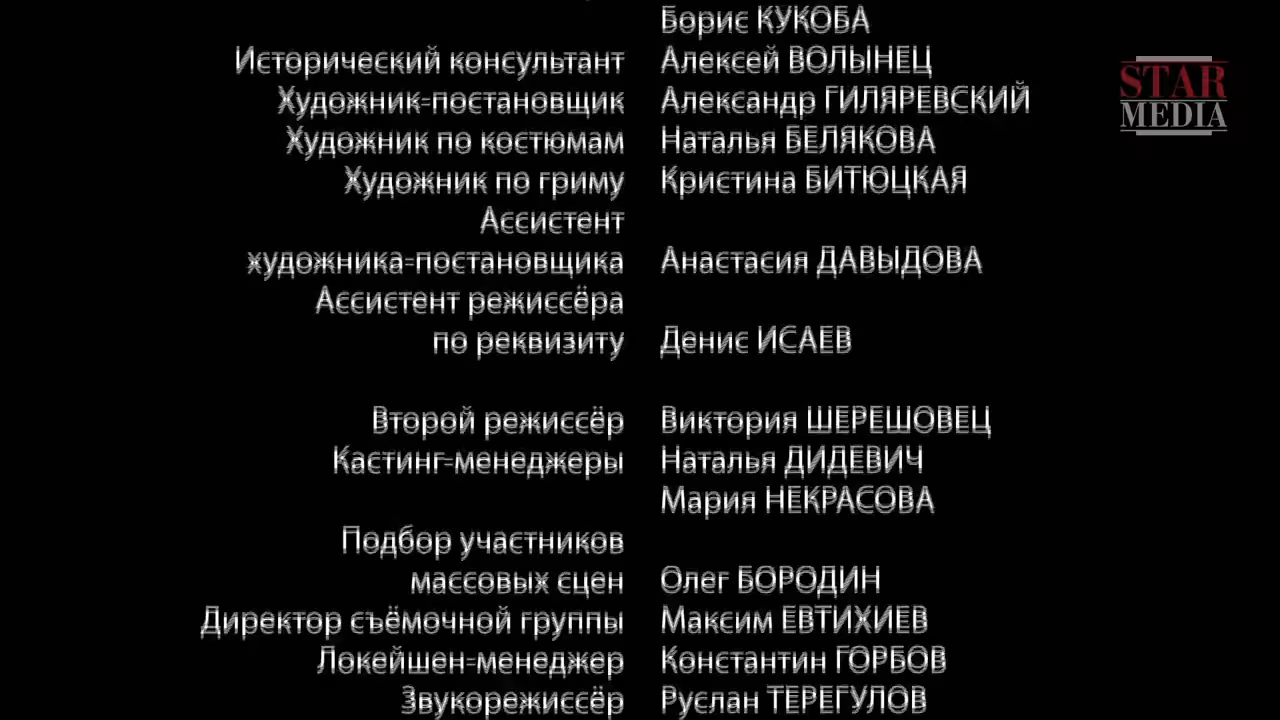 Борис КУКОБА
Исторический консультант Алексей ВОЛЫНЕЦ
Художник-постановщик Александр ГИЛЯРЕВСКИЙ
Художник по костюмам Наталья БЕЛЯКОВА
Художник по гриму Кристина БИТЮЦКАЯ
Ассистент
художника-постановщика Анастасия ДАВЫДОВА
Ассистент режиссёра
по реквизиту Денис ИСАЕВ
Второй режиссёр Виктория ШЕРЕШОВЕЦ
Кастинг-менеджеры Наталья ДИДЕВИЧ
Мария НЕКРАСОВА
Подбор участников
массовых сцен Олег БОРОДИН
Директор съёмочной группы Максим ЕВТИХИЕВ
Локейшен-менеджер Константин ГОРБОВ
Звукорежиссёр Руслан ТЕРЕГУЛОВ
STAR
MEDIA